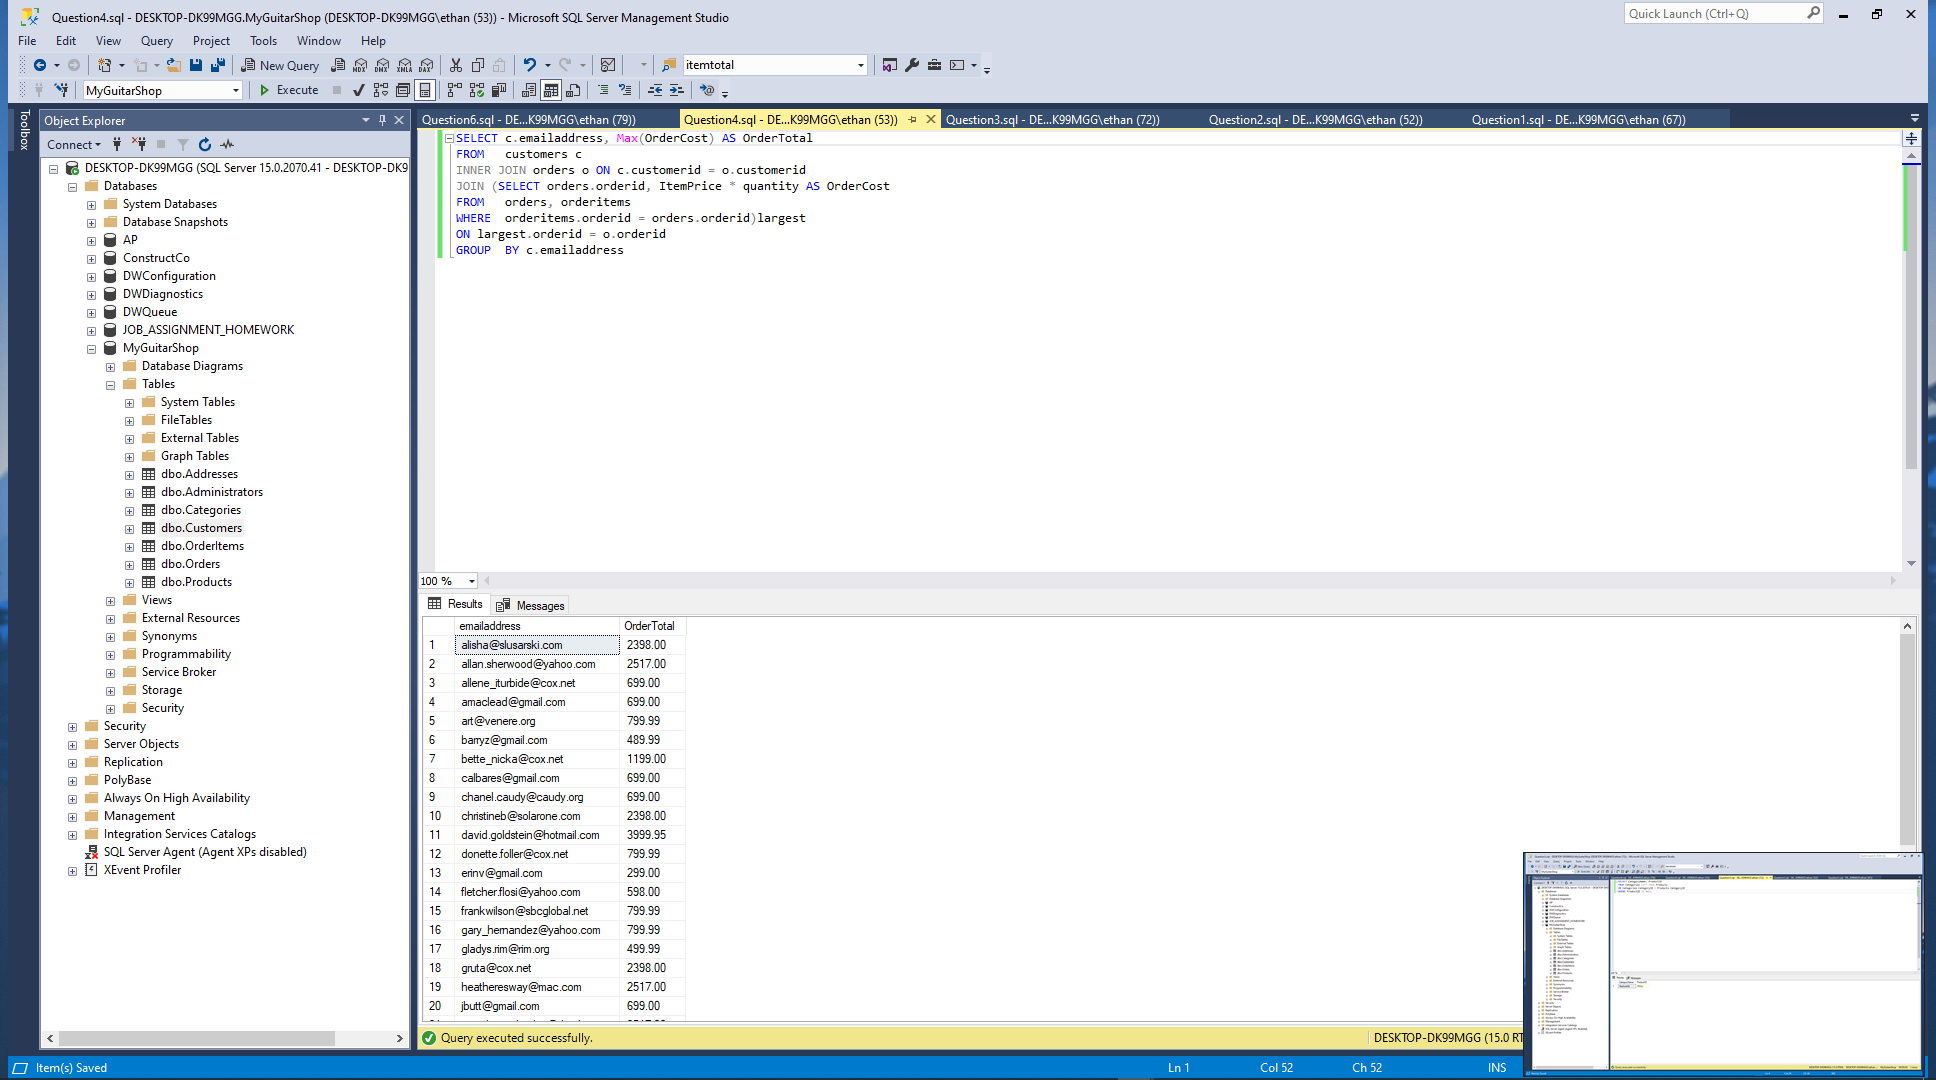 Question4.sql - DESKTOP-DK99MGG.MyGuitarShop (DESKTOP-DK99MGG\ethan (53)) - Microsoft SQL Server Management Studio
Quick Launch (Ctrl+Q)
File Edit View Query Project Tools Window Help
New Query MDX DMX XMLA DAX itemtotal
MyGuitarShop Execute
Toolbox
Object Explorer
Connect
DESKTOP-DK99MGG (SQL Server 15.0.2070.41 - DESKTOP-DK9
Databases
System Databases
Database Snapshots
AP
ConstructCo
DWConfiguration
DWDiagnostics
DWQueue
JOB_ASSIGNMENT_HOMEWORK
MyGuitarShop
Database Diagrams
Tables
System Tables
FileTables
External Tables
Graph Tables
dbo.Addresses
dbo.Administrators
dbo.Categories
dbo.Customers
dbo.OrderItems
dbo.Orders
dbo.Products
Views
External Resources
Synonyms
Programmability
Service Broker
Storage
Security
Security
Server Objects
Replication
PolyBase
Always On High Availability
Management
Integration Services Catalogs
SQL Server Agent (Agent XPs disabled)
XEvent Profiler
Question6.sql - DE...K99MGG\ethan (79)) Question4.sql - DE...K99MGG\ethan (53)) Question3.sql - DE...K99MGG\ethan (72)) Question2.sql - DE...K99MGG\ethan (52)) Question1.sql - DE...K99MGG\ethan (67))
SELECT c.emailaddress, Max(OrderCost) AS OrderTotal
FROM customers c
INNER JOIN orders o ON c.customerid = o.customerid
JOIN (SELECT orders.orderid, ItemPrice * quantity AS OrderCost
FROM orders, orderitems
WHERE orderitems.orderid = orders.orderid)largest
ON largest.orderid = o.orderid
GROUP BY c.emailaddress
100 %
Results Messages
emailaddress OrderTotal
1 alisha@slusarski.com 2398.00
2 allan.sherwood@yahoo.com 2517.00
3 allene_iturbide@cox.net 699.00
4 amaclead@gmail.com 699.00
5 art@venere.org 799.99
6 barryz@gmail.com 489.99
7 bette_nicka@cox.net 1199.00
8 calbares@gmail.com 699.00
9 chanel.caudy@caudy.org 699.00
10 christineb@solarone.com 2398.00
11 david.goldstein@hotmail.com 3999.95
12 donette.foller@cox.net 799.99
13 erinv@gmail.com 299.00
14 fletcher.flosi@yahoo.com 598.00
15 frankwilson@sbcglobal.net 799.99
16 gary_hernandez@yahoo.com 799.99
17 gladys.rim@rim.org 499.99
18 gruta@cox.net 2398.00
19 heatheresway@mac.com 2517.00
20 jbutt@gmail.com 699.00
Query executed successfully. DESKTOP-DK99MGG (15.0 RT
Item(s) Saved Ln 1 Col 52 Ch 52 INS